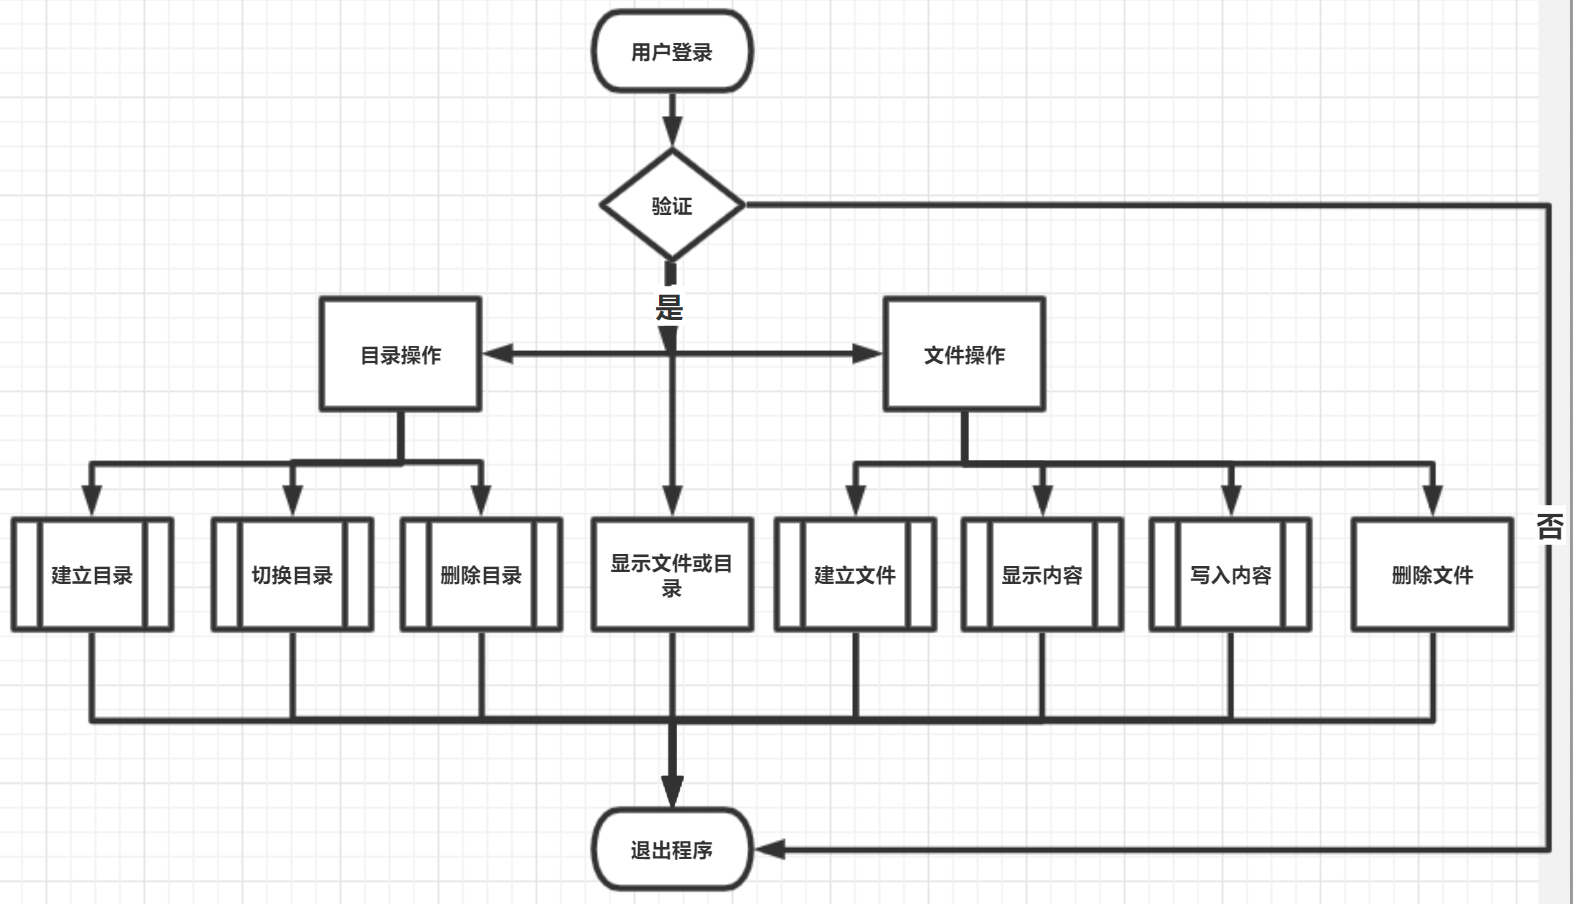 用户登录
验证
是
目录操作
文件操作
建立目录
切换目录
删除目录
显示文件或目
录
建立文件
显示内容
写入内容
删除文件
否
退出程序